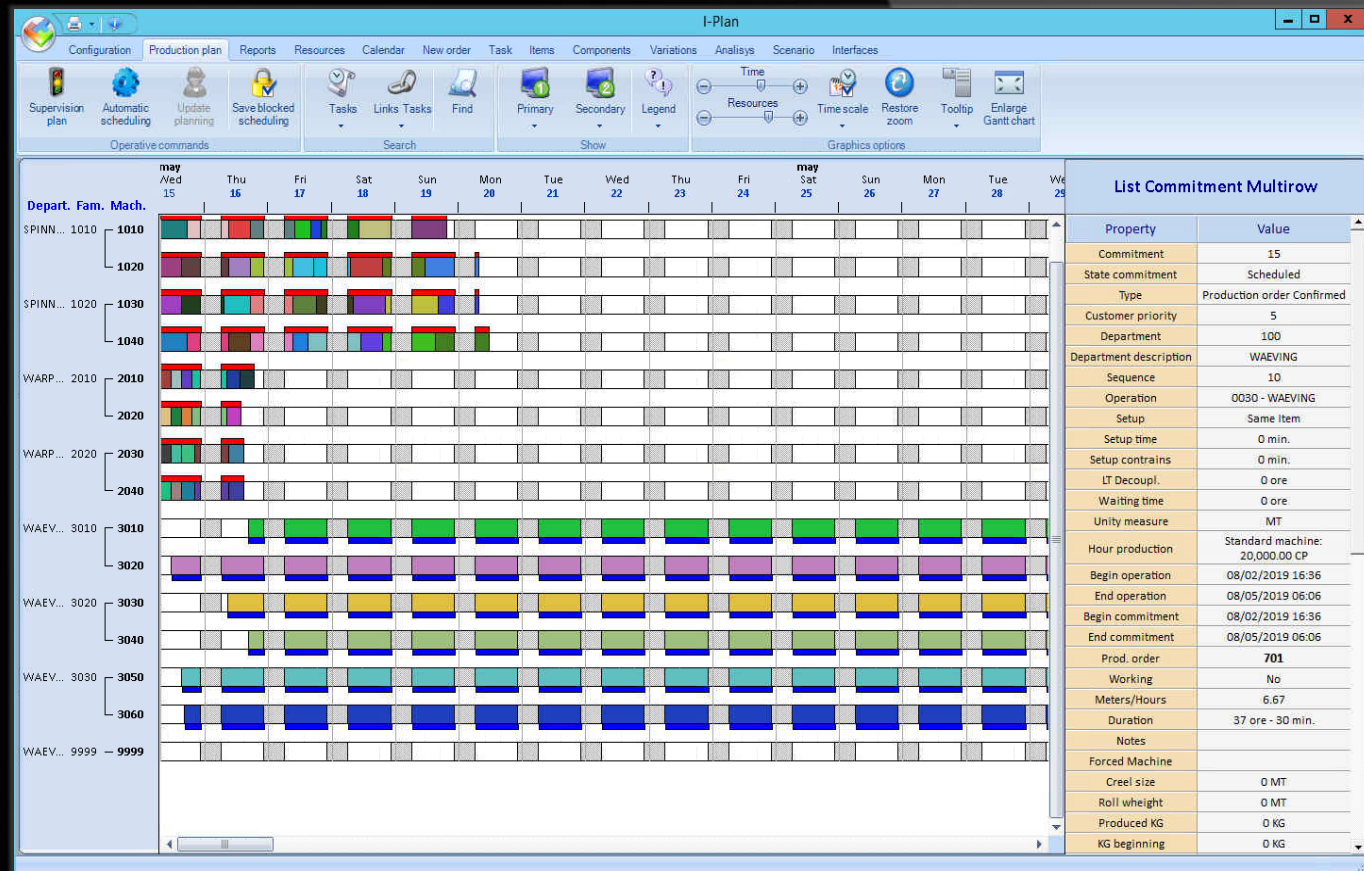 I-Plan
Configuration Production plan Reports Resources Calendar New order Task Items Components Variations Analisys Scenario Interfaces
Supervision plan
Automatic scheduling
Update planning
Save blocked scheduling
Operative commands
Tasks
Links Tasks
Find
Search
Primary
Secondary
Legend
Show
Time
Resources
Time scale
Restore zoom
Tooltip
Enlarge Gantt chart
Graphics options
may may
Wed Thu Fri Sat Sun Mon Tue Wed Thu Fri Sat Sun Mon Tue We
15 16 17 18 19 20 21 22 23 24 25 26 27 28 29
Depart. Fam. Mach.
SPINN... 1010 1010
1020
SPINN... 1020 1030
1040
WARP... 2010 2010
2020
WARP... 2020 2030
2040
WAEV... 3010 3010
3020
WAEV... 3020 3030
3040
WAEV... 3030 3050
3060
WAEV... 9999 9999
List Commitment Multirow
Property Value
Commitment 15
State commitment Scheduled
Type Production order Confirmed
Customer priority 5
Department 100
Department description WAEVING
Sequence 10
Operation 0030 - WAEVING
Setup Same Item
Setup time 0 min.
Setup contrains 0 min.
LT Decoupl. 0 ore
Waiting time 0 ore
Unity measure MT
Hour production Standard machine: 20,000.00 CP
Begin operation 08/02/2019 16:36
End operation 08/05/2019 06:06
Begin commitment 08/02/2019 16:36
End commitment 08/05/2019 06:06
Prod. order 701
Working No
Meters/Hours 6.67
Duration 37 ore - 30 min.
Notes
Forced Machine
Creel size 0 MT
Roll wheight 0 MT
Produced KG 0 KG
KG beginning 0 KG